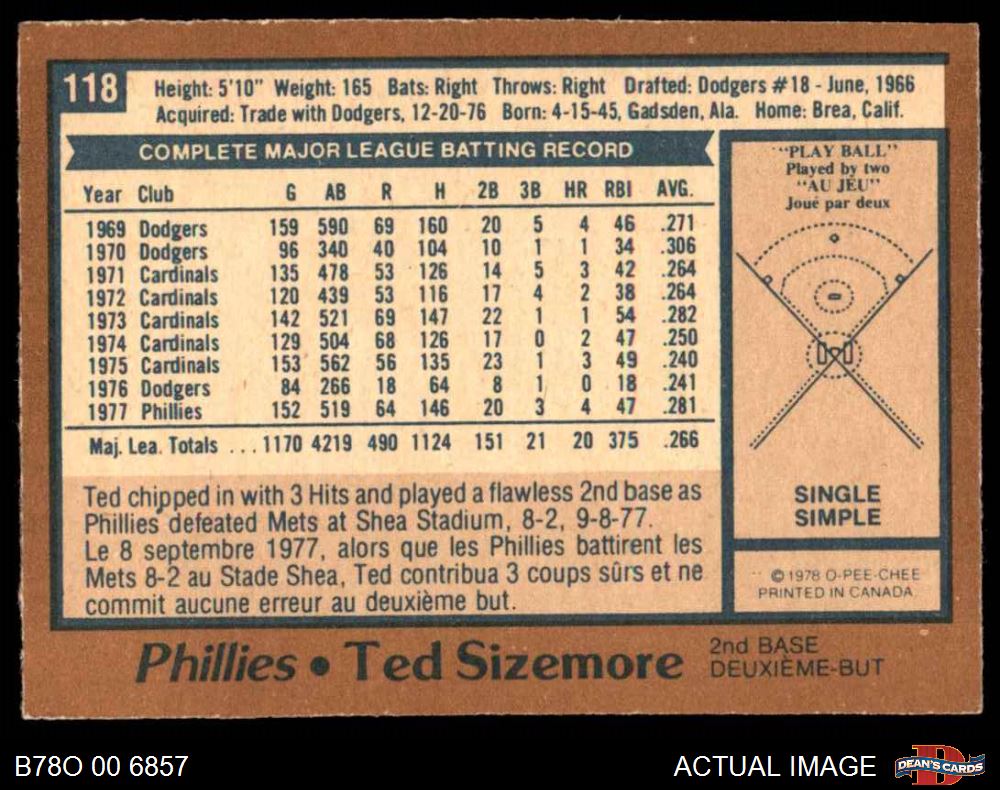 118
Height: 5'10" Weight: 165 Bats: Right Throws: Right Drafted: Dodgers #18 - June, 1966
Acquired: Trade with Dodgers, 12-20-76 Born: 4-15-45, Gadsden, Ala. Home: Brea, Calif.
COMPLETE MAJOR LEAGUE BATTING RECORD
Year Club G AB R H 2B 3B HR RBI AVG.
1969 Dodgers 159 590 69 160 20 5 4 46 .271
1970 Dodgers 96 340 40 104 10 1 1 34 .306
1971 Cardinals 135 478 53 126 14 5 3 42 .264
1972 Cardinals 120 439 53 116 17 4 2 38 .264
1973 Cardinals 142 521 69 147 22 1 1 54 .282
1974 Cardinals 129 504 68 126 17 0 2 47 .250
1975 Cardinals 153 562 56 135 23 1 3 49 .240
1976 Dodgers 84 266 18 64 8 1 0 18 .241
1977 Phillies 152 519 64 146 20 3 4 47 .281
Maj. Lea. Totals ... 1170 4219 490 1124 151 21 20 375 .266
Ted chipped in with 3 Hits and played a flawless 2nd base as
Phillies defeated Mets at Shea Stadium, 8-2, 9-8-77.
Le 8 septembre 1977, alors que les Phillies battirent les
Mets 8-2 au Stade Shea, Ted contribua 3 coups sûrs et ne
commit aucune erreur au deuxième but.
"PLAY BALL"
Played by two
"AU JEU"
Joué par deux
SINGLE
SIMPLE
© 1978 O-PEE-CHEE
PRINTED IN CANADA
Phillies • Ted Sizemore
2nd BASE
DEUXIÈME-BUT
B78O 00 6857
ACTUAL IMAGE
D
DEAN'S CARDS